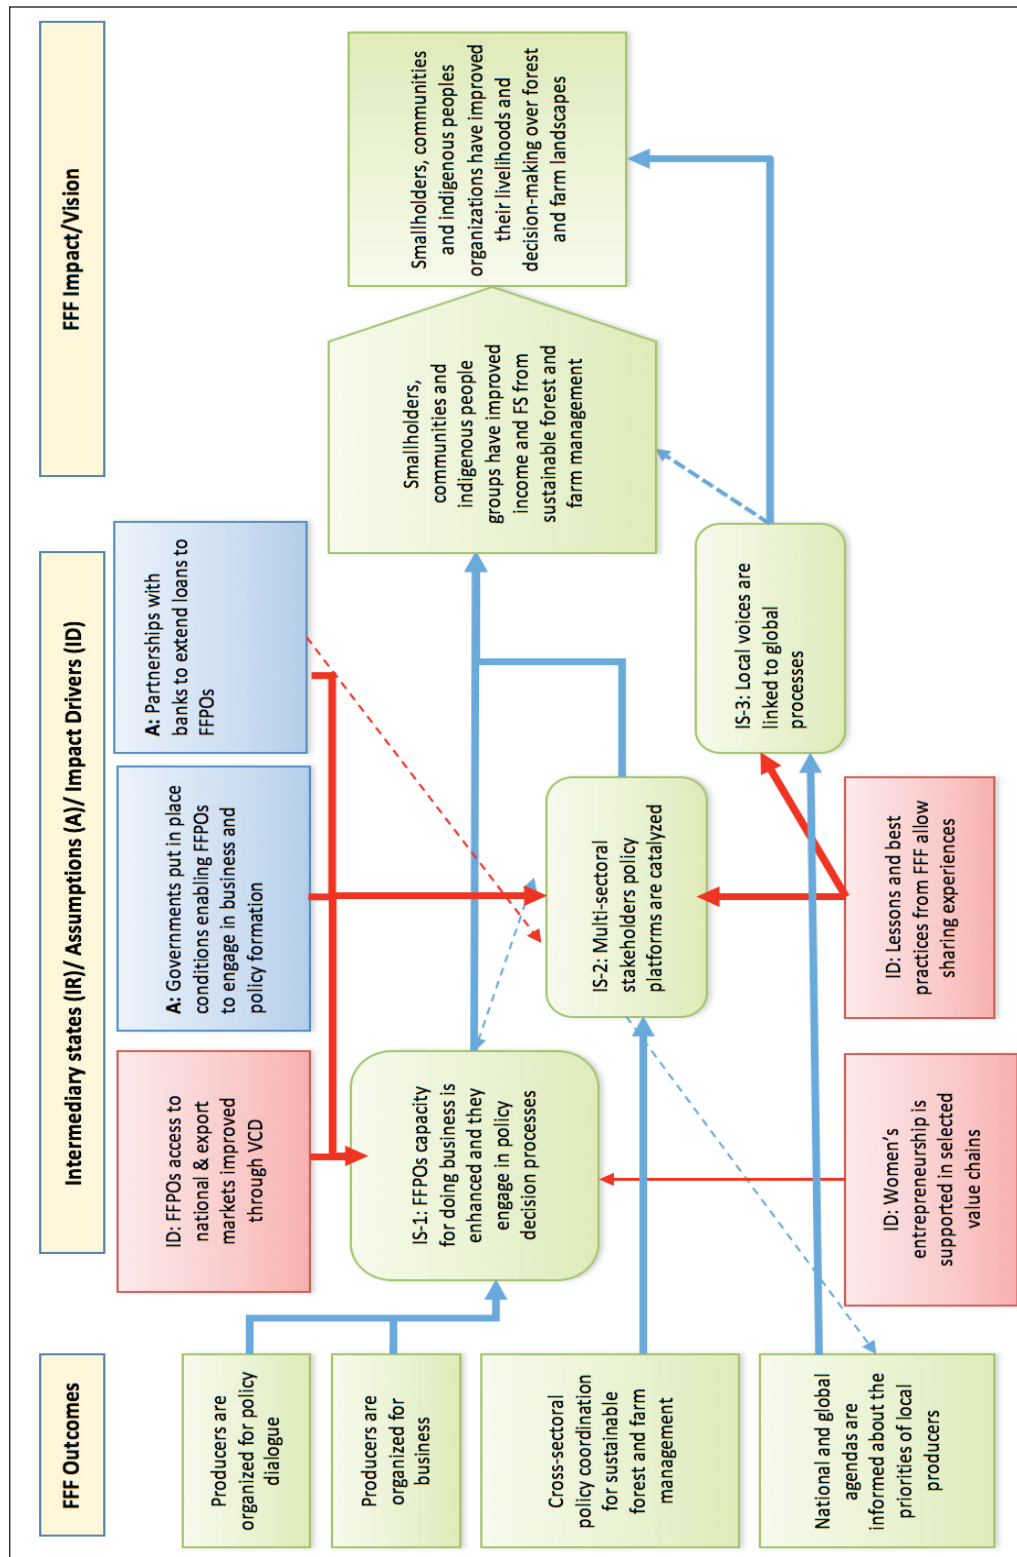 FFF Outcomes
Intermediary states (IR)/ Assumptions (A)/ Impact Drivers (ID)
FFF Impact/Vision
Producers are
organized for policy
dialogue
Producers are
organized for
business
Cross-sectoral
policy coordination
for sustainable
forest and farm
management
National and global
agendas are
informed about the
priorities of local
producers
ID: FFPOs access to
national & export
markets improved
through VCD
A: Governments put in place
conditions enabling FFPOs
to engage in business and
policy formation
A: Partnerships with
banks to extend loans to
FFPOs
IS-1: FFPOs capacity
for doing business is
enhanced and they
engage in policy
decision processes
IS-2: Multi-sectoral
stakeholders policy
platforms are catalyzed
IS-3: Local voices are
linked to global
processes
ID: Women's
entrepreneurship is
supported in selected
value chains
ID: Lessons and best
practices from FFF allow
sharing experiences
Smallholders,
communities and
indigenous people
groups have improved
income and FS from
sustainable forest and
farm management
Smallholders, communities
and indigenous peoples
organizations have improved
their livelihoods and
decision-making over forest
and farm landscapes